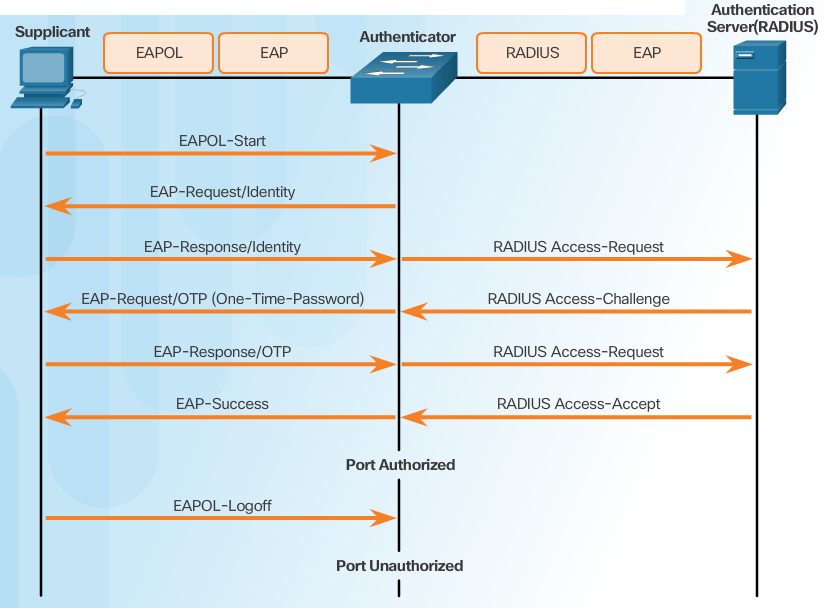 Supplicant
EAPOL
EAP
Authenticator
RADIUS
EAP
Authentication
Server(RADIUS)
EAPOL-Start
EAP-Request/Identity
EAP-Response/Identity
RADIUS Access-Request
EAP-Request/OTP (One-Time-Password)
RADIUS Access-Challenge
EAP-Response/OTP
RADIUS Access-Request
EAP-Success
RADIUS Access-Accept
Port Authorized
EAPOL-Logoff
Port Unauthorized